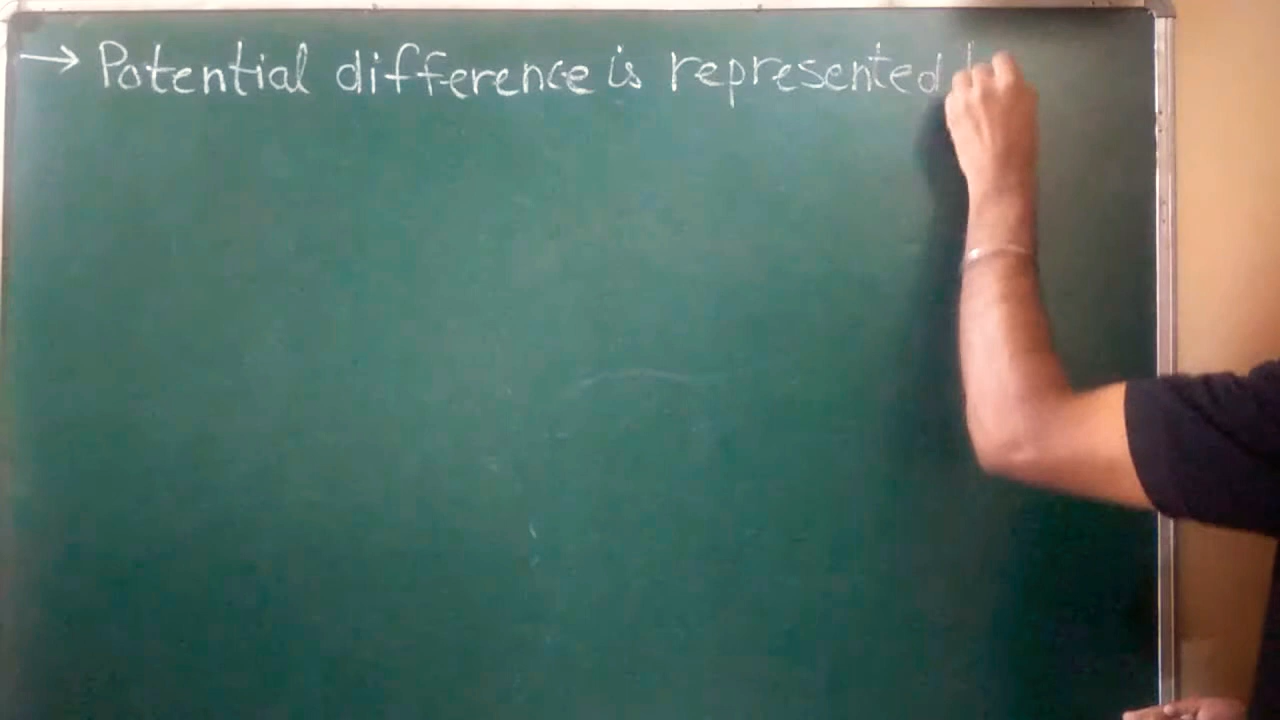 → Potential difference is represented